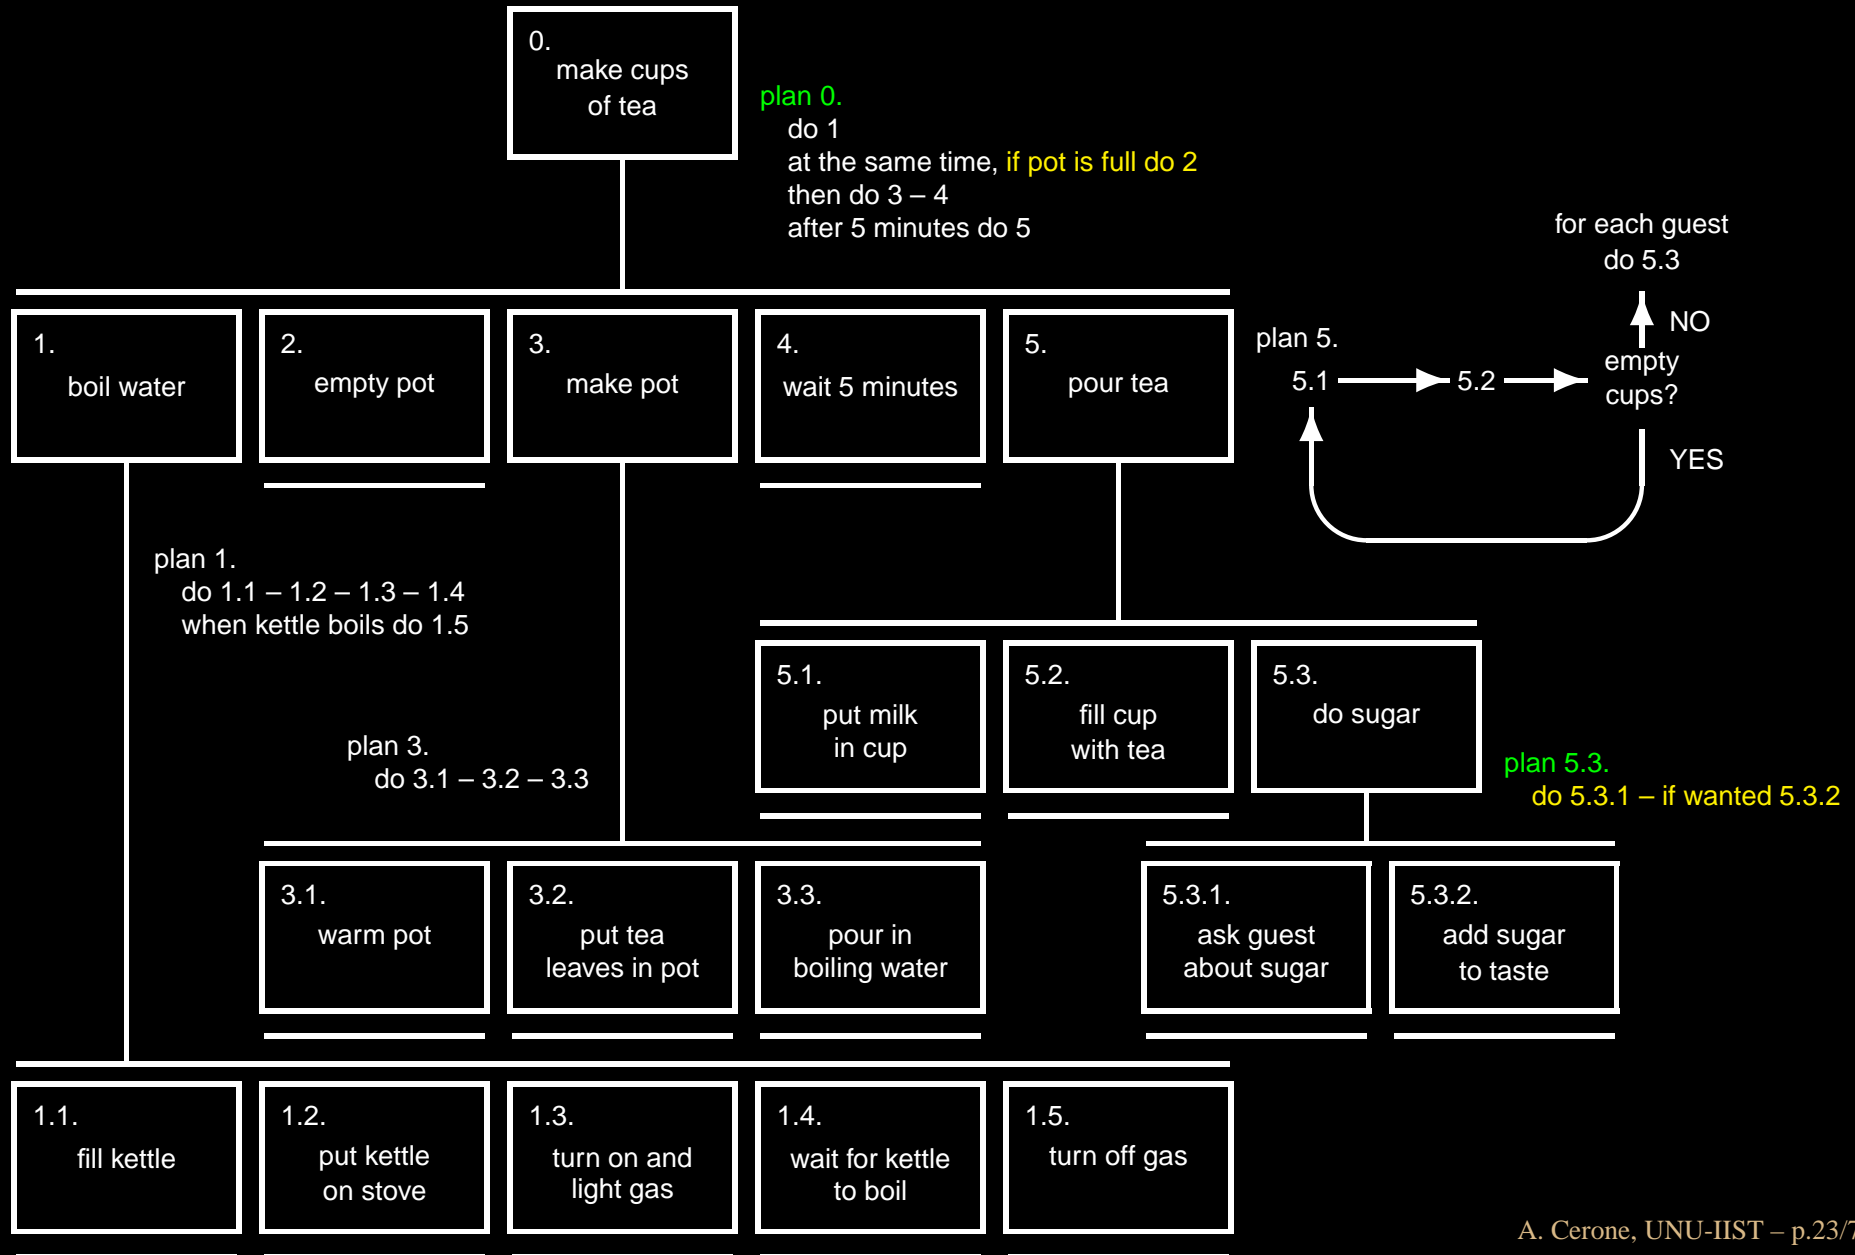 0.
make cups
of tea
plan 0.
do 1
at the same time, if pot is full do 2
then do 3 – 4
after 5 minutes do 5
for each guest
do 5.3
NO
empty
cups?
YES
plan 5.
5.1
5.2
1.
boil water
2.
empty pot
3.
make pot
4.
wait 5 minutes
5.
pour tea
plan 1.
do 1.1 – 1.2 – 1.3 – 1.4
when kettle boils do 1.5
plan 3.
do 3.1 – 3.2 – 3.3
5.1.
put milk
in cup
5.2.
fill cup
with tea
5.3.
do sugar
plan 5.3.
do 5.3.1 – if wanted 5.3.2
3.1.
warm pot
3.2.
put tea
leaves in pot
3.3.
pour in
boiling water
5.3.1.
ask guest
about sugar
5.3.2.
add sugar
to taste
1.1.
fill kettle
1.2.
put kettle
on stove
1.3.
turn on and
light gas
1.4.
wait for kettle
to boil
1.5.
turn off gas
A. Cerone, UNU-IIST – p.23/7